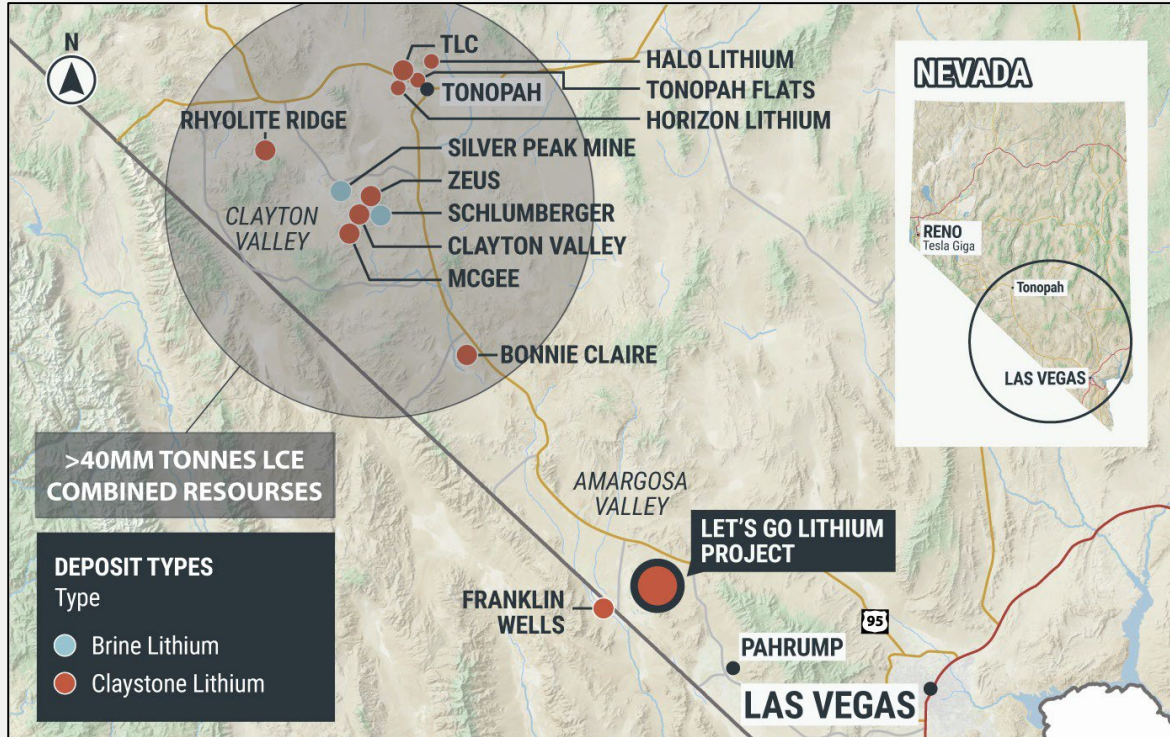 N
TLC
HALO LITHIUM
TONOPAH
TONOPAH FLATS
HORIZON LITHIUM
RHYOLITE RIDGE
SILVER PEAK MINE
ZEUS
CLAYTON
VALLEY
SCHLUMBERGER
CLAYTON VALLEY
MCGEE
BONNIE CLAIRE
NEVADA
RENO
Tesla Giga
Tonopah
LAS VEGAS
>40MM TONNES LCE
COMBINED RESOURSES
AMARGOSA
VALLEY
LET'S GO LITHIUM
PROJECT
DEPOSIT TYPES
Type
Brine Lithium
Claystone Lithium
FRANKLIN
WELLS
95
PAHRUMP
LAS VEGAS